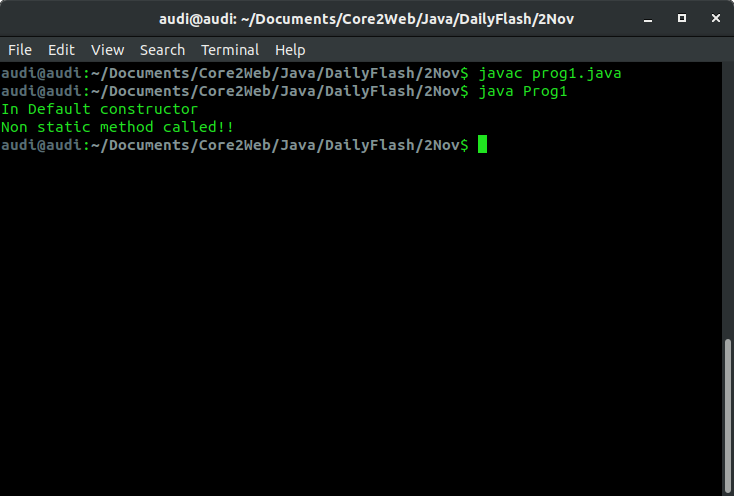 audi@audi: ~/Documents/Core2Web/Java/DailyFlash/2Nov
File Edit View Search Terminal Help
audi@audi:~/Documents/Core2Web/Java/DailyFlash/2Nov$ javac prog1.java
audi@audi:~/Documents/Core2Web/Java/DailyFlash/2Nov$ java Prog1
In Default constructor
Non static method called!!
audi@audi:~/Documents/Core2Web/Java/DailyFlash/2Nov$